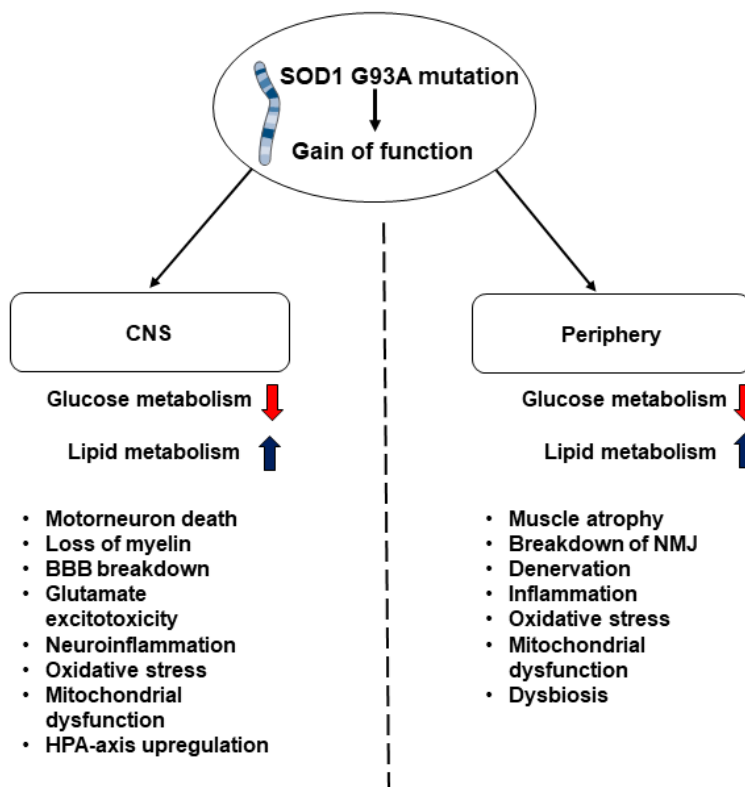 SOD1 G93A mutation
Gain of function
CNS
Glucose metabolism
Lipid metabolism
• Motorneuron death
• Loss of myelin
• BBB breakdown
• Glutamate
excitotoxicity
• Neuroinflammation
• Oxidative stress
• Mitochondrial
dysfunction
• HPA-axis upregulation
Periphery
Glucose metabolism
Lipid metabolism
• Muscle atrophy
• Breakdown of NMJ
• Denervation
• Inflammation
• Oxidative stress
• Mitochondrial
dysfunction
• Dysbiosis